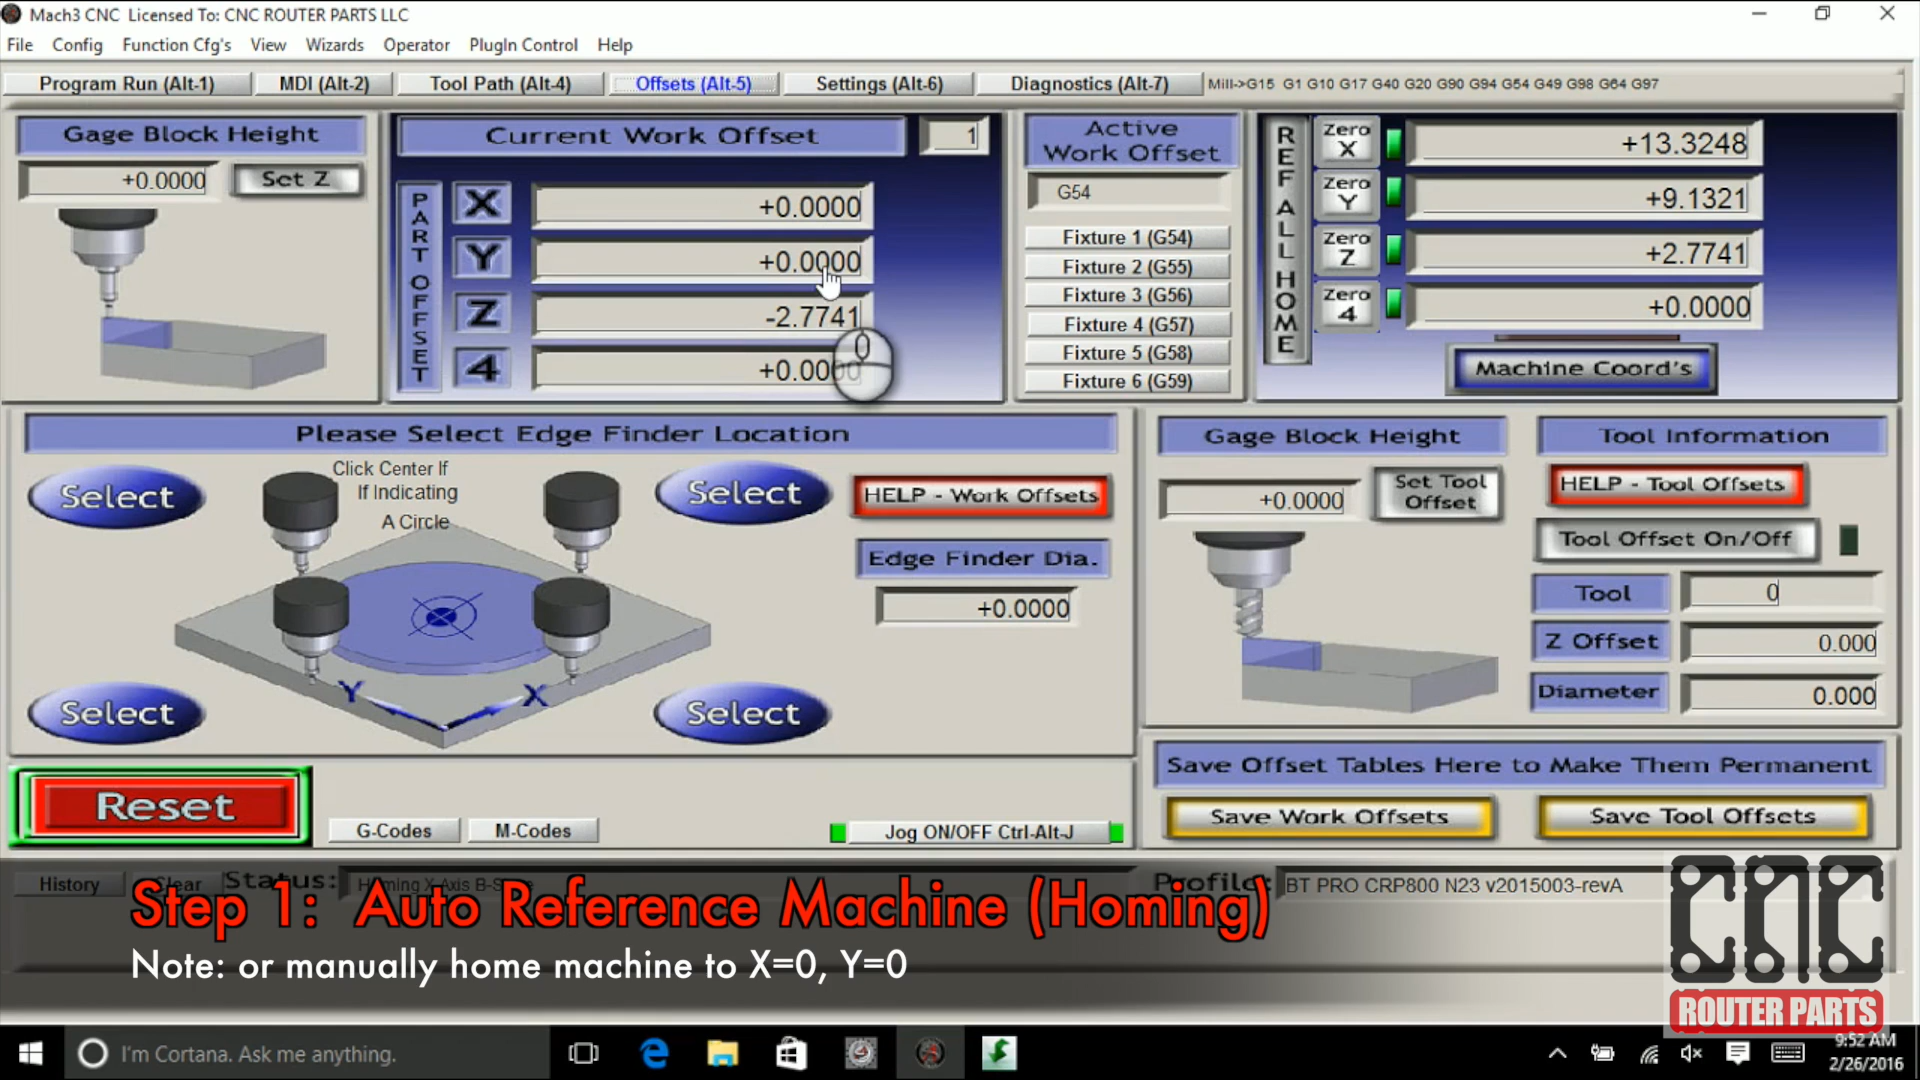 Mach3 CNC Licensed To: CNC ROUTER PARTS LLC
File Config Function Cfg's View Wizards Operator PlugIn Control Help
Program Run (Alt-1) MDI (Alt-2) Tool Path (Alt-4) Offsets (Alt-5) Settings (Alt-6) Diagnostics (Alt-7) Mill->G15 G1 G10 G17 G40 G20 G90 G94 G54 G49 G98 G64 G97
Gage Block Height
+0.0000 Set Z
Current Work Offset 1
PART OFFSET
X +0.0000
Y +0.0000
Z -2.7741
4 +0.0000
Active
Work Offset
G54
Fixture 1 (G54)
Fixture 2 (G55)
Fixture 3 (G56)
Fixture 4 (G57)
Fixture 5 (G58)
Fixture 6 (G59)
REF ALL HOME
Zero X +13.3248
Zero Y +9.1321
Zero Z +2.7741
Zero 4 +0.0000
Machine Coord's
Please Select Edge Finder Location
Select
Click Center If
If Indicating
A Circle
Select
HELP - Work Offsets
Edge Finder Dia.
+0.0000
Y X
Select
Select
Gage Block Height
+0.0000
Set Tool
Offset
Tool Information
HELP - Tool Offsets
Tool Offset On/Off
Tool 0
Z Offset 0.000
Diameter 0.000
Save Offset Tables Here to Make Them Permanent
Save Work Offsets Save Tool Offsets
Reset
G-Codes M-Codes
Jog ON/OFF Ctrl-Alt-J
History Clear Status: Profile: BT PRO CRP800 N23 v2015003-revA
Step 1: Auto Reference Machine (Homing)
Note: or manually home machine to X=0, Y=0
CNC
ROUTER PARTS
I'm Cortana. Ask me anything.
9:52 AM
2/26/2016